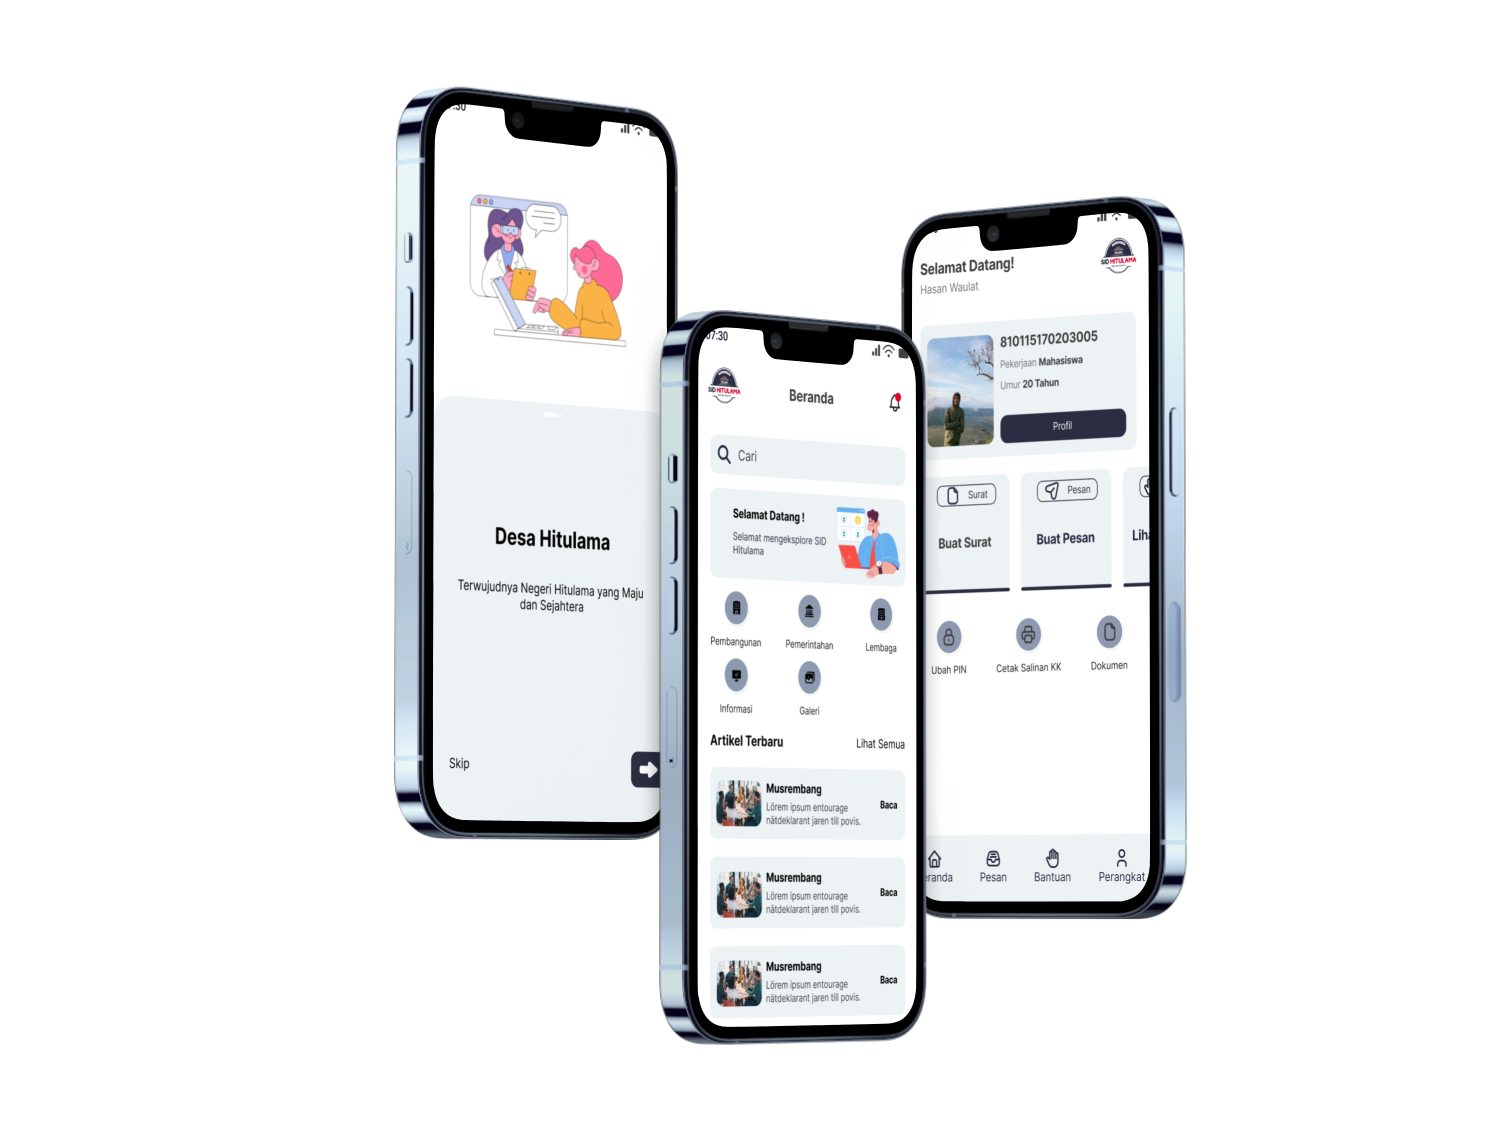 :30
Desa Hitulama
Terwujudnya Negeri Hitulama yang Maju
dan Sejahtera
Skip
07:30
SID HITULAMA
Beranda
Cari
Selamat Datang !
Selamat mengeksplore SID
Hitulama
Pembangunan
Pemerintahan
Lembaga
Informasi
Galeri
Artikel Terbaru
Lihat Semua
Musrembang
Lörem ipsum entourage
nätdeklarant jaren till povis.
Baca
Musrembang
Lörem ipsum entourage
nätdeklarant jaren till povis.
Baca
Musrembang
Lörem ipsum entourage
nätdeklarant jaren till povis.
Baca
Selamat Datang!
Hasan Waulat
SID HITULAMA
810115170203005
Pekerjaan Mahasiswa
Umur 20 Tahun
Profil
Surat
Buat Surat
Pesan
Buat Pesan
Liha
Ubah PIN
Cetak Salinan KK
Dokumen
eranda
Pesan
Bantuan
Perangkat